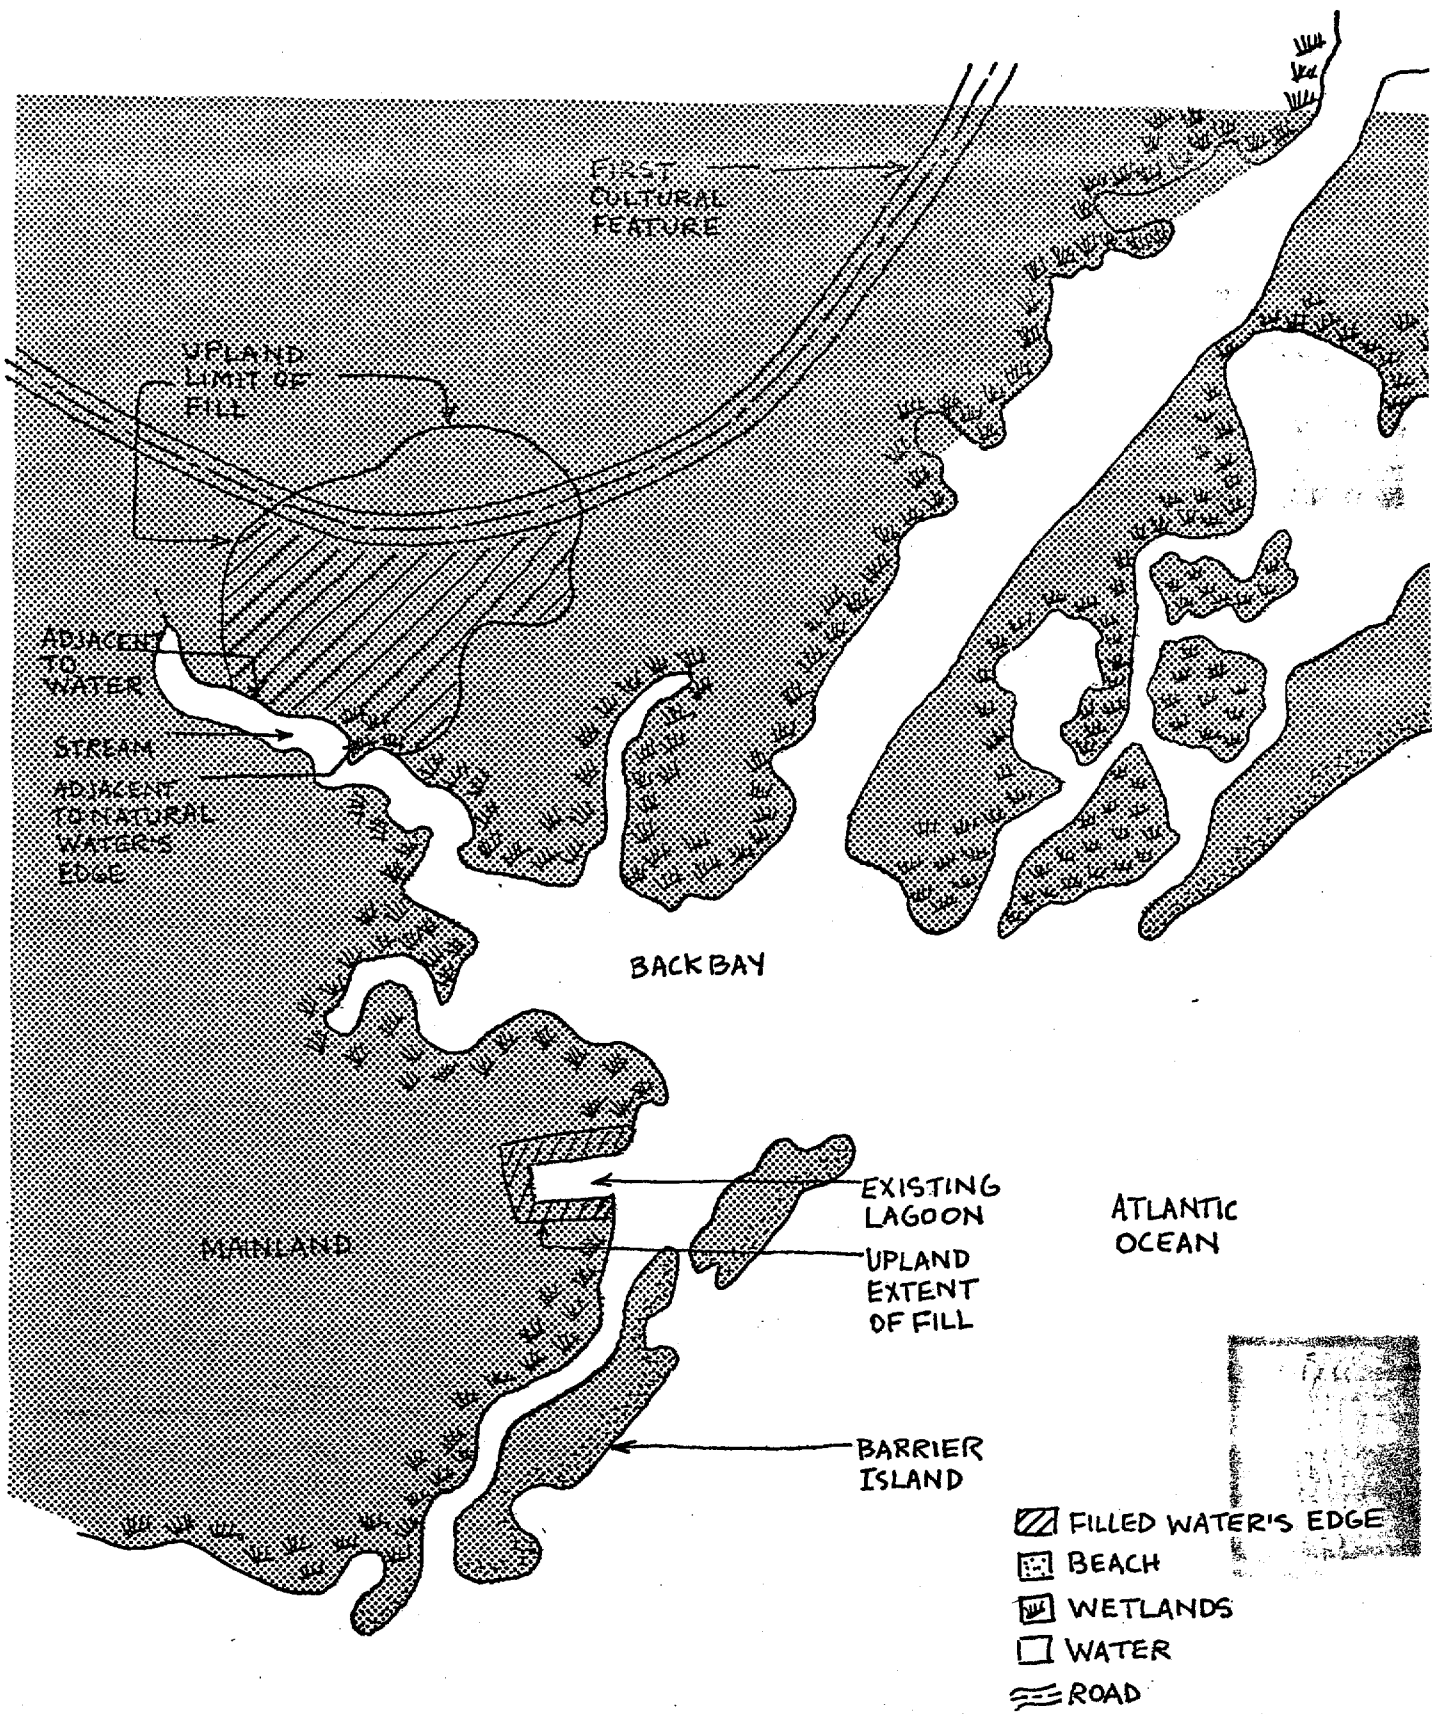 FIRST
CULTURAL
FEATURE
UPLAND
LIMIT OF
FILL
ADJACENT
TO
WATER
STREAM
ADJACENT
TO NATURAL
WATER'S
EDGE
BACK BAY
EXISTING
LAGOON
ATLANTIC
OCEAN
MAINLAND
UPLAND
EXTENT
OF FILL
BARRIER
ISLAND
FILLED WATER'S EDGE
BEACH
WETLANDS
WATER
ROAD